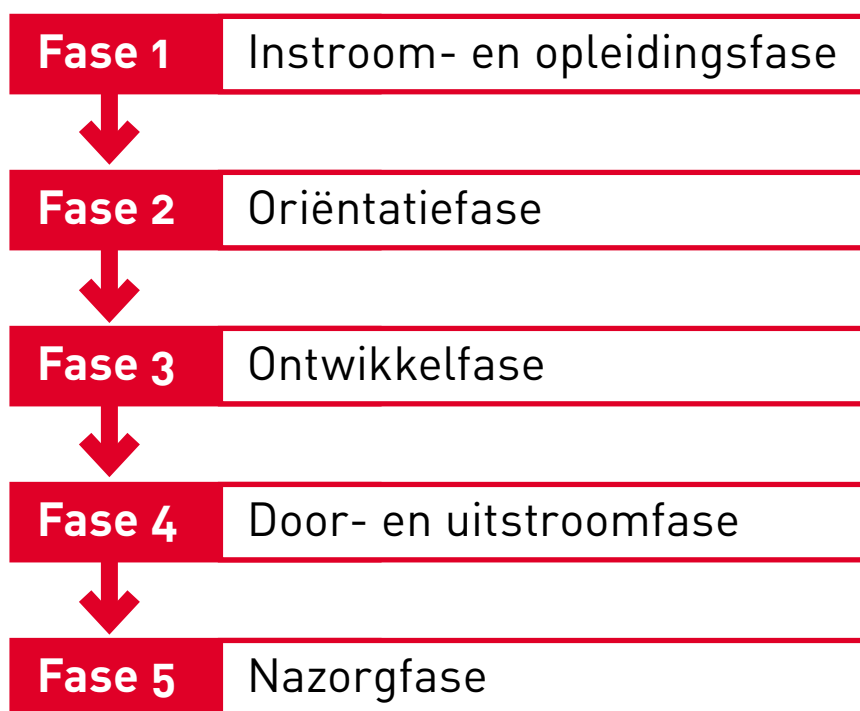 Fase 1 Instroom- en opleidingsfase
Fase 2 Oriëntatiefase
Fase 3 Ontwikkelfase
Fase 4 Door- en uitstroomfase
Fase 5 Nazorgfase